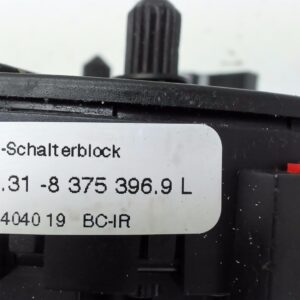 -Schalterblock
.31 -8 375 396.9 L
404019 BC-IR